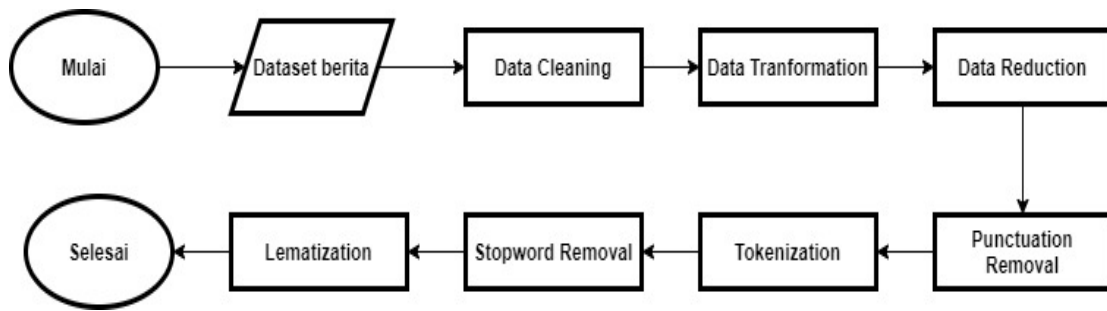 Mulai
Dataset berita
Data Cleaning
Data Tranformation
Data Reduction
Punctuation
Removal
Tokenization
Stopword Removal
Lematization
Selesai